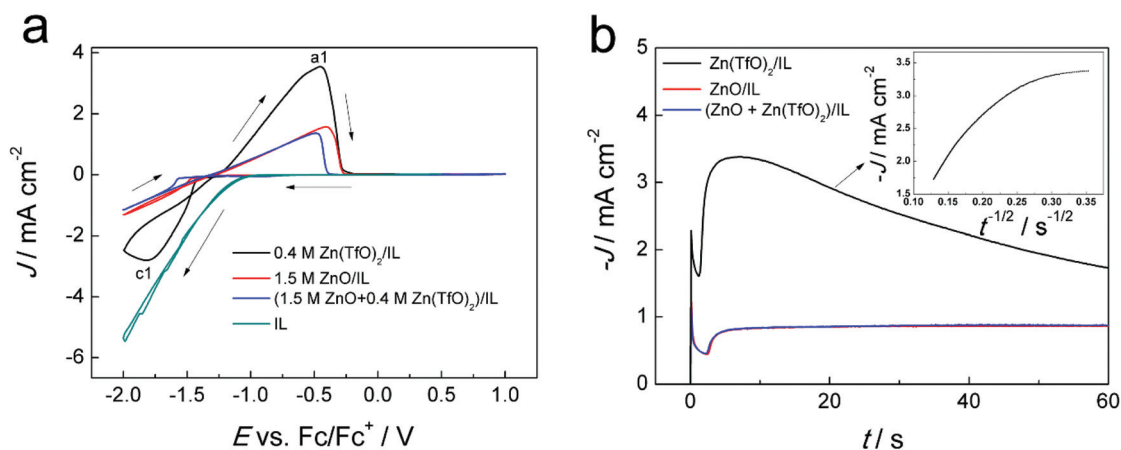 a
a1
c1
0.4 M Zn(TfO)₂/IL
1.5 M ZnO/IL
(1.5 M ZnO+0.4 M Zn(TfO)₂)/IL
IL
4
2
0
-2
-4
-6
J / mA cm⁻²
-2.0 -1.5 -1.0 -0.5 0.0 0.5 1.0
E vs. Fc/Fc⁺ / V
b
Zn(TfO)₂/IL
ZnO/IL
(ZnO + Zn(TfO)₂)/IL
5
4
3
2
1
0
-J / mA cm⁻²
0 20 40 60
t / s
3.5
3.0
2.5
2.0
1.5
-J / mA cm⁻²
0.10 0.15 0.20 0.25 0.30 0.35
t⁻¹/² / s⁻¹/²